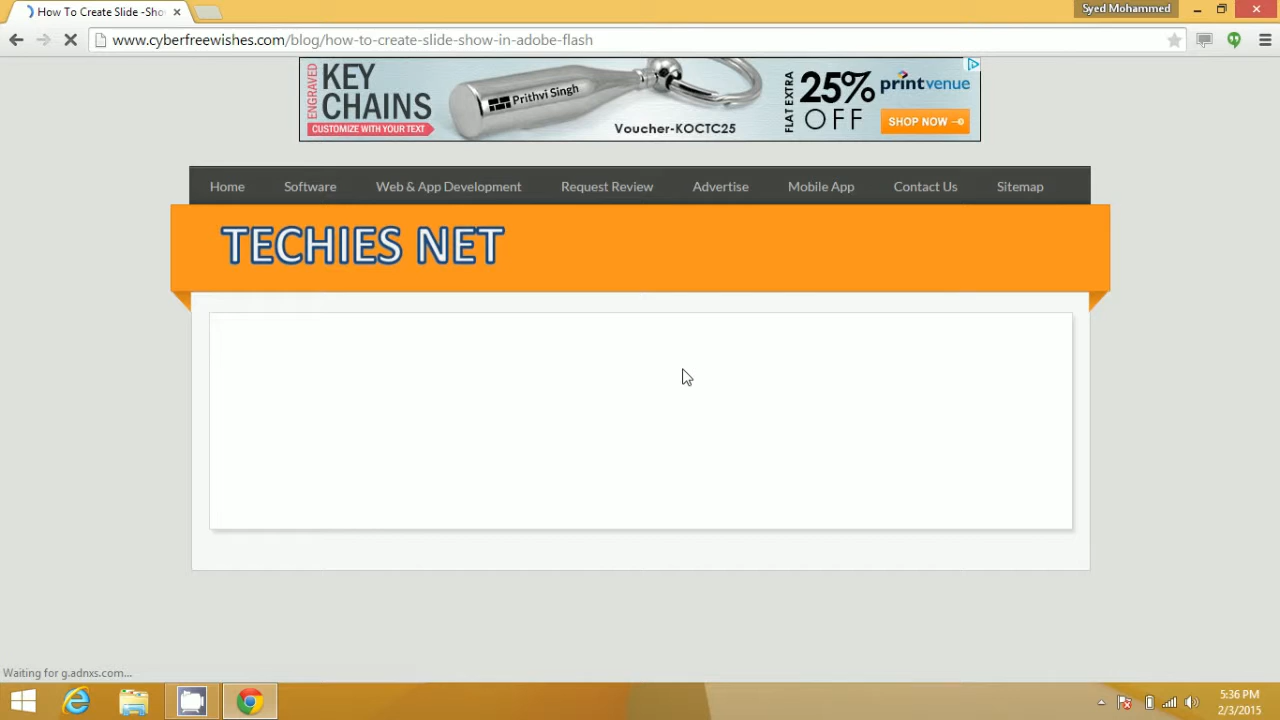 How To Create Slide -Sho
Syed Mohammed
www.cyberfreewishes.com/blog/how-to-create-slide-show-in-adobe-flash
ENGRAVED
KEY
CHAINS
CUSTOMIZE WITH YOUR TEXT
Prithvi Singh
Voucher-KOCTC25
FLAT EXTRA
25%
OFF
printvenue
SHOP NOW
Home Software Web & App Development Request Review Advertise Mobile App Contact Us Sitemap
TECHIES NET
Waiting for g.adnxs.com...
5:36 PM
2/3/2015